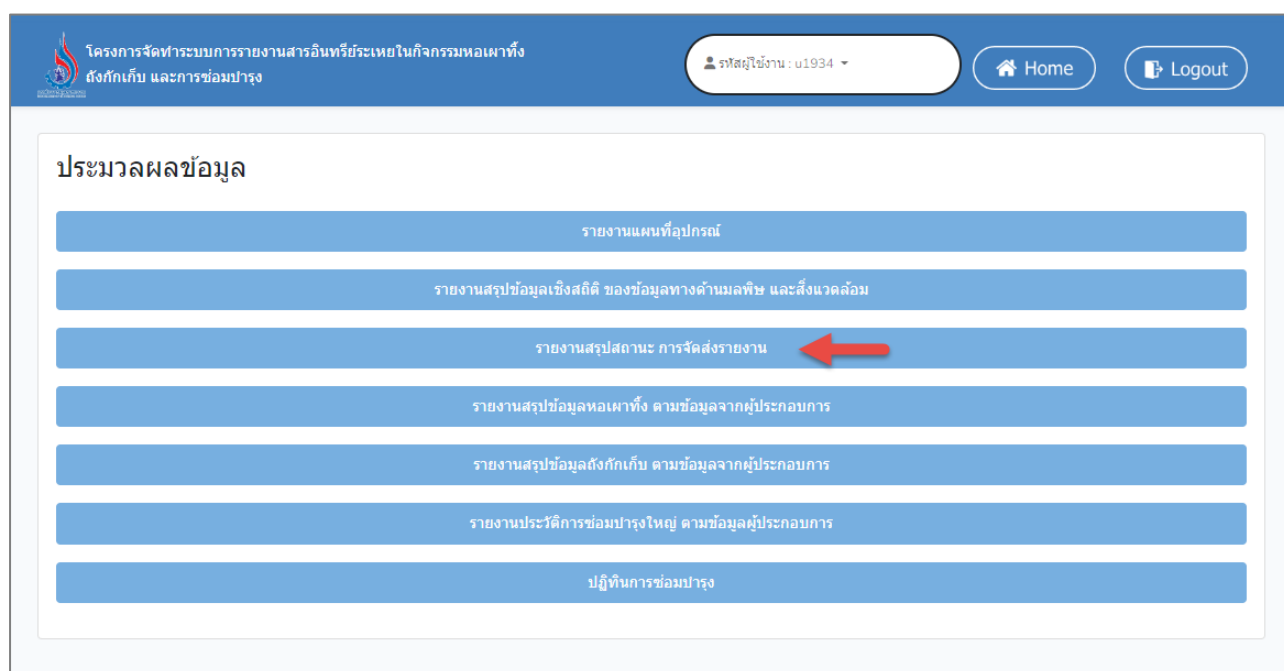 โครงการจัดทำระบบการรายงานสารอินทรีย์ระเหยในกิจกรรมหอเผาทิ้ง
ถังกักเก็บ และการซ่อมบำรุง
รหัสผู้ใช้งาน : u1934
Home
Logout
ประมวลผลข้อมูล
รายงานแผนที่อุปกรณ์
รายงานสรุปข้อมูลเชิงสถิติ ของข้อมูลทางด้านมลพิษ และสิ่งแวดล้อม
รายงานสรุปสถานะ การจัดส่งรายงาน
รายงานสรุปข้อมูลหอเผาทิ้ง ตามข้อมูลจากผู้ประกอบการ
รายงานสรุปข้อมูลถังกักเก็บ ตามข้อมูลจากผู้ประกอบการ
รายงานประวัติการซ่อมบำรุงใหญ่ ตามข้อมูลผู้ประกอบการ
ปฏิทินการซ่อมบำรุง